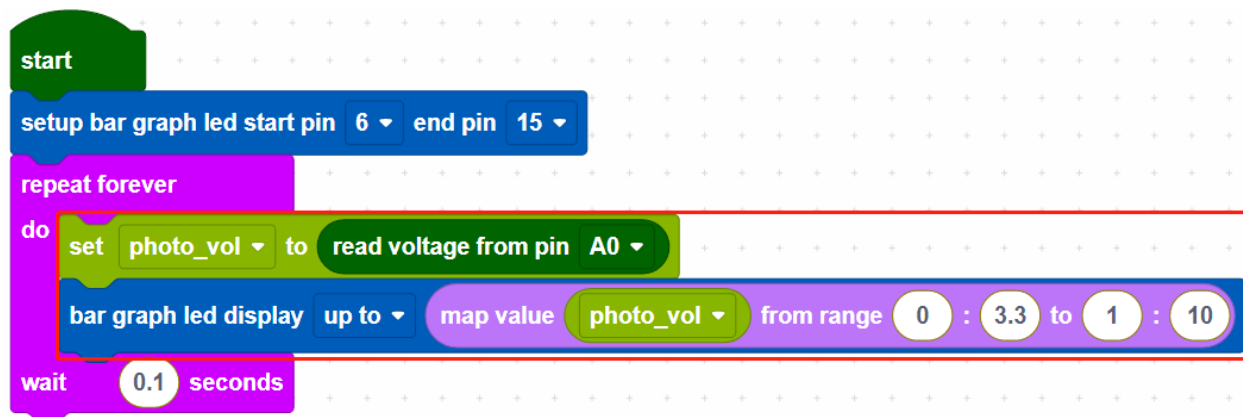 start
setup bar graph led start pin 6 end pin 15
repeat forever
do set photo_vol to read voltage from pin A0
bar graph led display up to map value photo_vol from range 0 : 3.3 to 1 : 10
wait 0.1 seconds